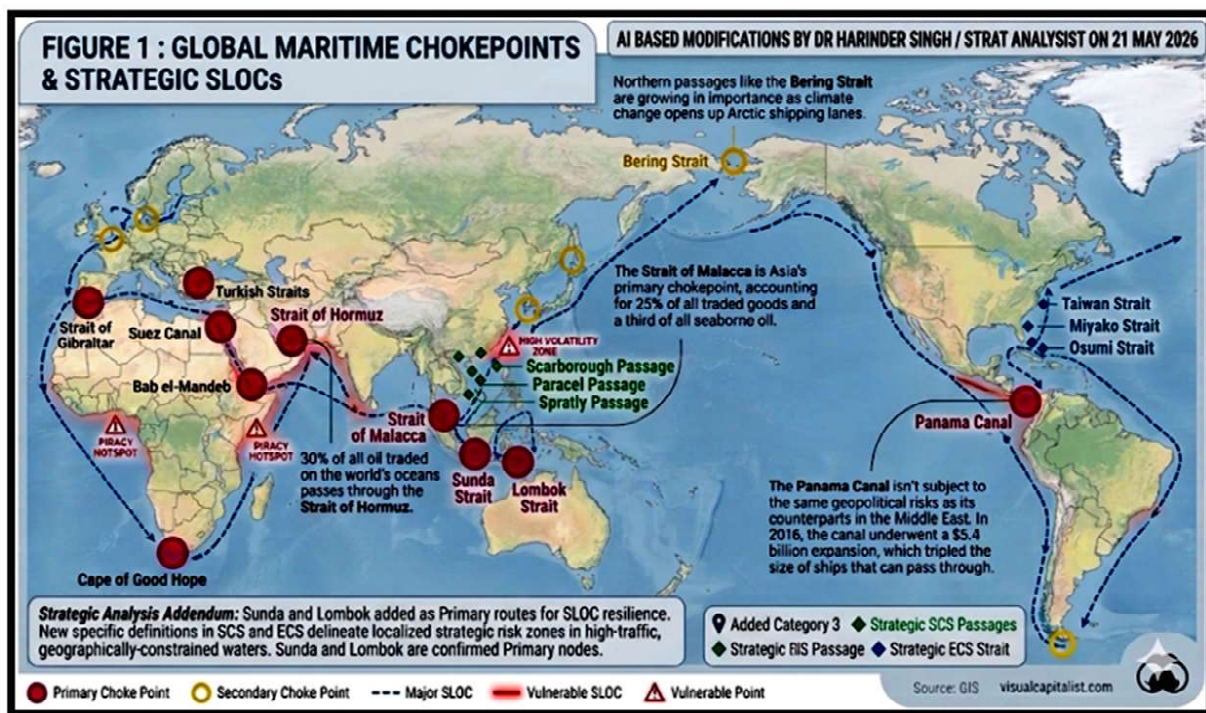 FIGURE 1 : GLOBAL MARITIME CHOKEPOINTS
& STRATEGIC SLOCs
AI BASED MODIFICATIONS BY DR HARINDER SINGH / STRAT ANALYSIST ON 21 MAY 2026
Northern passages like the Bering Strait
are growing in importance as climate
change opens up Arctic shipping lanes.
Bering Strait
Turkish Straits
Strait of
Gibraltar
Suez Canal
Strait of Hormuz
Bab el-Mandeb
The Strait of Malacca is Asia's
primary chokepoint, accounting
for 25% of all traded goods and
a third of all seaborne oil.
HIGH VOLATILITY
ZONE
Scarborough Passage
Paracel Passage
Spratly Passage
Taiwan Strait
Miyako Strait
Osumi Strait
Strait
of Malacca
Sunda
Strait
Lombok
Strait
Panama Canal
PIRACY
HOTSPOT
PIRACY
HOTSPOT
30% of all oil traded
on the world's oceans
passes through the
Strait of Hormuz.
Cape of Good Hope
The Panama Canal isn't subject to
the same geopolitical risks as its
counterparts in the Middle East. In
2016, the canal underwent a $5.4
billion expansion, which tripled the
size of ships that can pass through.
Strategic Analysis Addendum: Sunda and Lombok added as Primary routes for SLOC resilience.
New specific definitions in SCS and ECS delineate localized strategic risk zones in high-traffic,
geographically-constrained waters. Sunda and Lombok are confirmed Primary nodes.
Added Category 3 Strategic SCS Passages
Strategic Passage Strategic ECS Strait
Primary Choke Point Secondary Choke Point Major SLOC Vulnerable SLOC Vulnerable Point
Source: GIS visualcapitalist.com